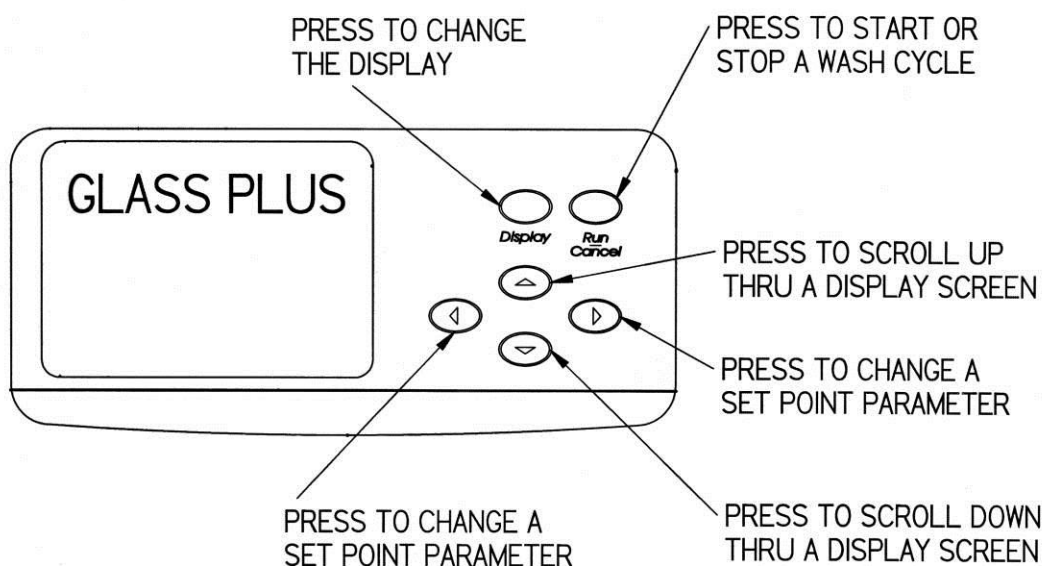 PRESS TO CHANGE
THE DISPLAY
PRESS TO START OR
STOP A WASH CYCLE
GLASS PLUS
Display
Run
Cancel
PRESS TO SCROLL UP
THRU A DISPLAY SCREEN
PRESS TO CHANGE A
SET POINT PARAMETER
PRESS TO CHANGE A
SET POINT PARAMETER
PRESS TO SCROLL DOWN
THRU A DISPLAY SCREEN